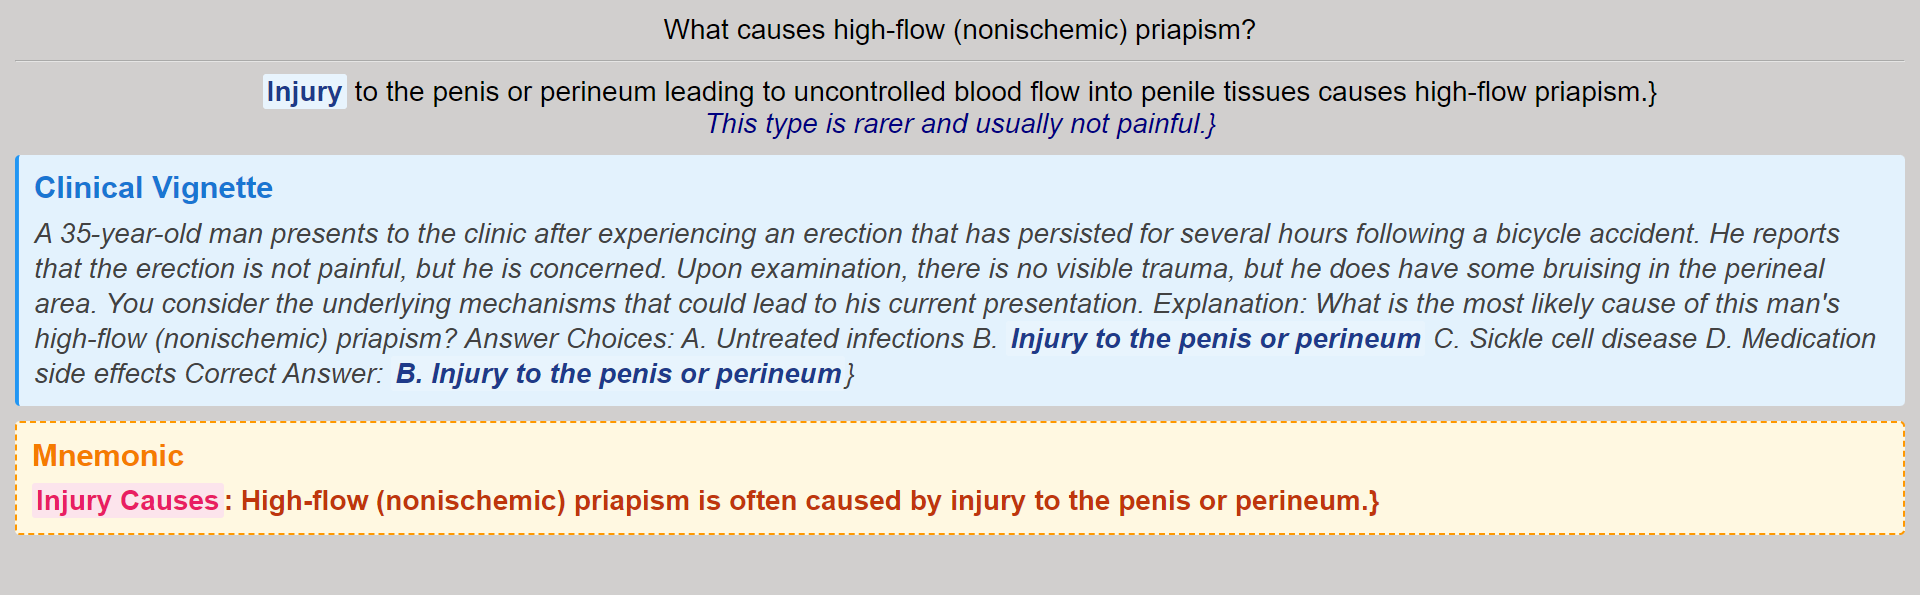 What causes high-flow (nonischemic) priapism?
Injury to the penis or perineum leading to uncontrolled blood flow into penile tissues causes high-flow priapism.}
This type is rarer and usually not painful.}
Clinical Vignette
A 35-year-old man presents to the clinic after experiencing an erection that has persisted for several hours following a bicycle accident. He reports
that the erection is not painful, but he is concerned. Upon examination, there is no visible trauma, but he does have some bruising in the perineal
area. You consider the underlying mechanisms that could lead to his current presentation. Explanation: What is the most likely cause of this man's
high-flow (nonischemic) priapism? Answer Choices: A. Untreated infections B. Injury to the penis or perineum C. Sickle cell disease D. Medication
side effects Correct Answer: B. Injury to the penis or perineum}
Mnemonic
Injury Causes: High-flow (nonischemic) priapism is often caused by injury to the penis or perineum.}